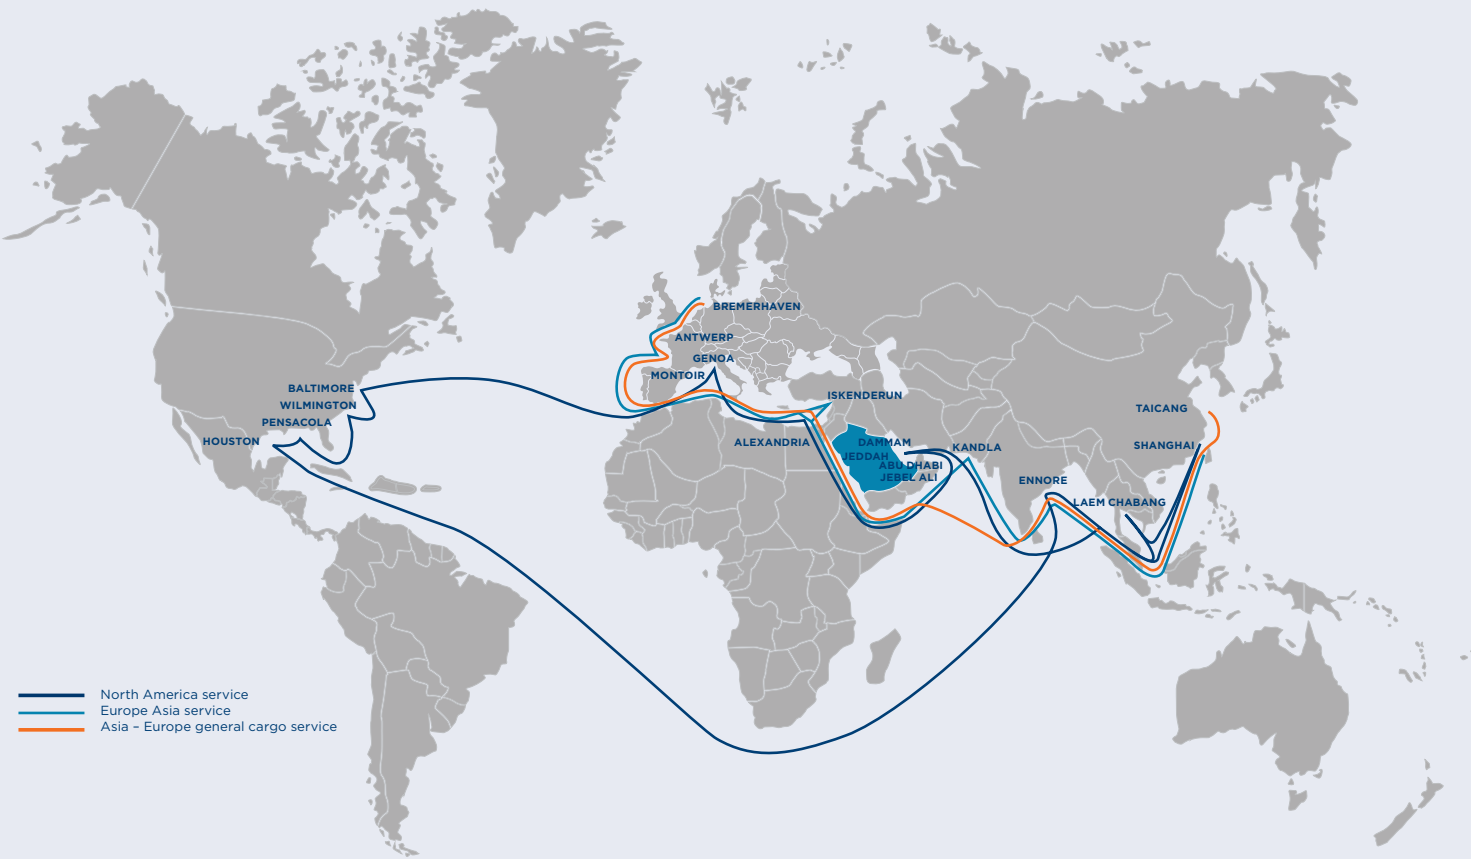 BREMERHAVEN
ANTWERP
GENOA
MONTOIR
BALTIMORE
ISKENDERUN
WILMINGTON
TAICANG
PENSACOLA
HOUSTON
ALEXANDRIA
DAMMAM
KANDLA
SHANGHAI
JEDDAH
ABU DHABI
JEBEL ALI
ENNORE
LAEM CHABANG
North America service
Europe Asia service
Asia – Europe general cargo service